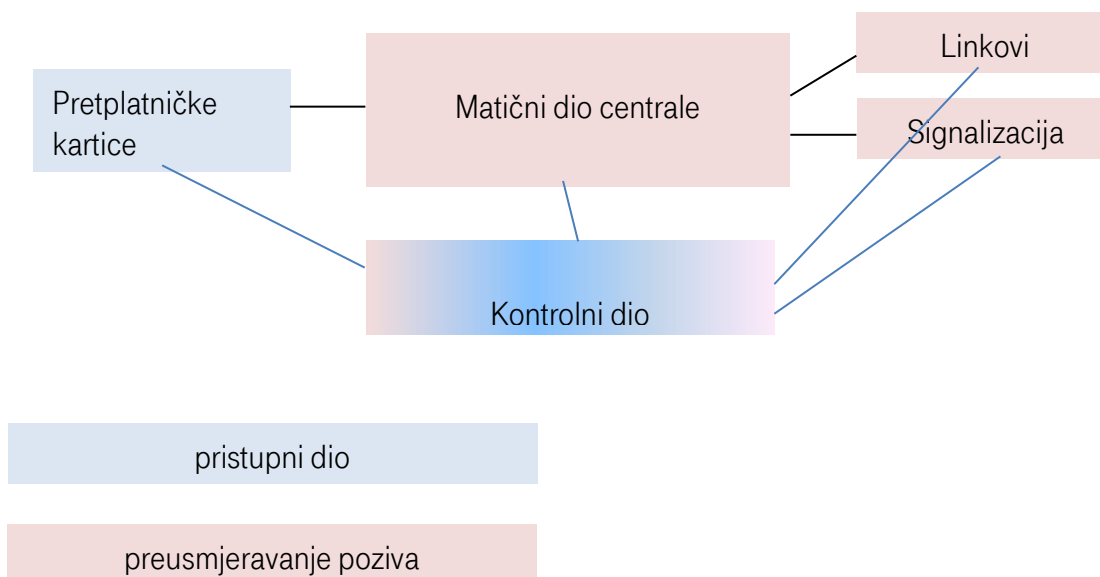 Linkovi
Pretplatničke
kartice
Matični dio centrale
Signalizacija
Kontrolni dio
pristupni dio
preusmjeravanje poziva